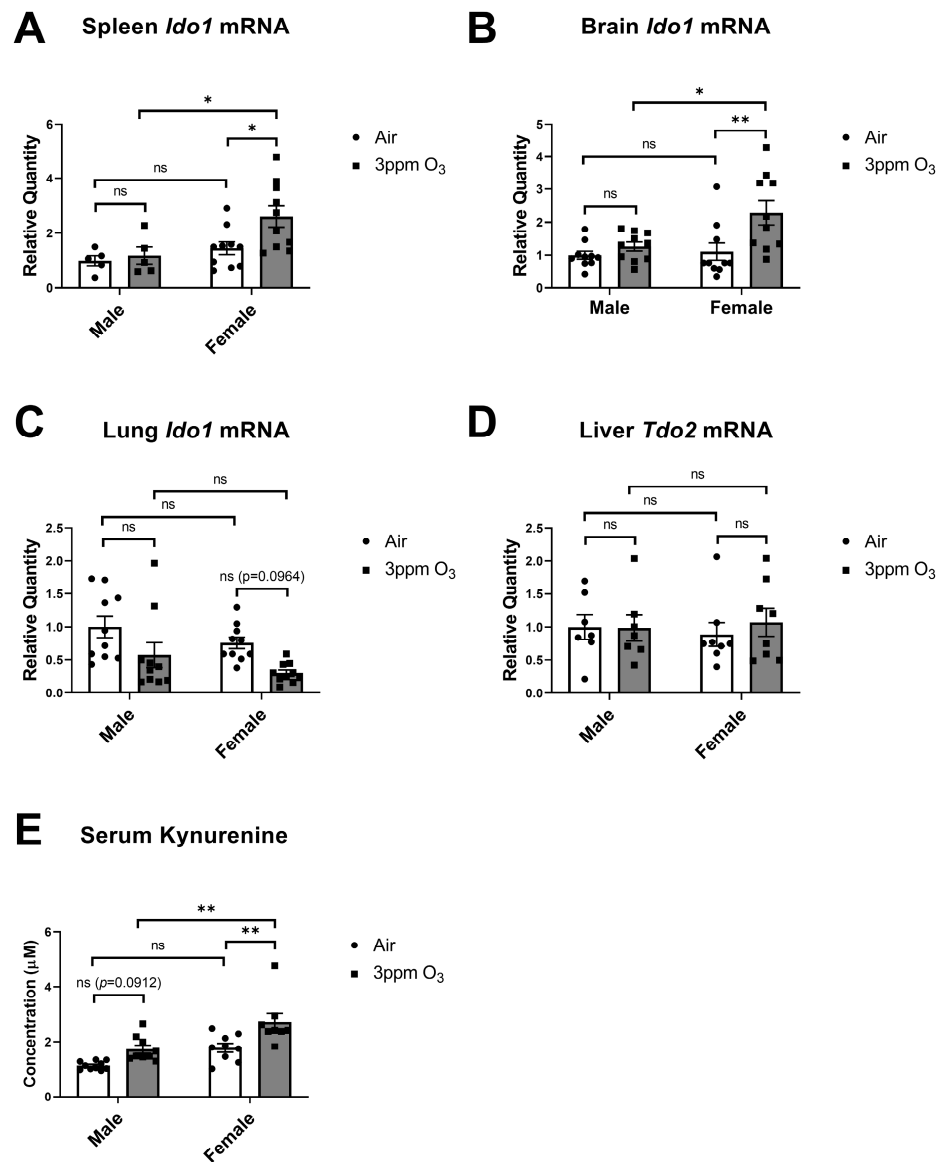 A
Spleen Ido1 mRNA
*
*
ns
ns
6
4
2
0
Relative Quantity
Male
Female
Air
3ppm O₃
B
Brain Ido1 mRNA
*
**
ns
ns
5
4
3
2
1
0
Relative Quantity
Male
Female
Air
3ppm O₃
C
Lung Ido1 mRNA
ns
ns
ns
ns (p=0.0964)
2.5
2.0
1.5
1.0
0.5
0.0
Relative Quantity
Male
Female
Air
3ppm O₃
D
Liver Tdo2 mRNA
ns
ns
ns
ns
2.5
2.0
1.5
1.0
0.5
0.0
Relative Quantity
Male
Female
Air
3ppm O₃
E
Serum Kynurenine
**
**
ns
ns (p=0.0912)
6
4
2
0
Concentration (μM)
Male
Female
Air
3ppm O₃